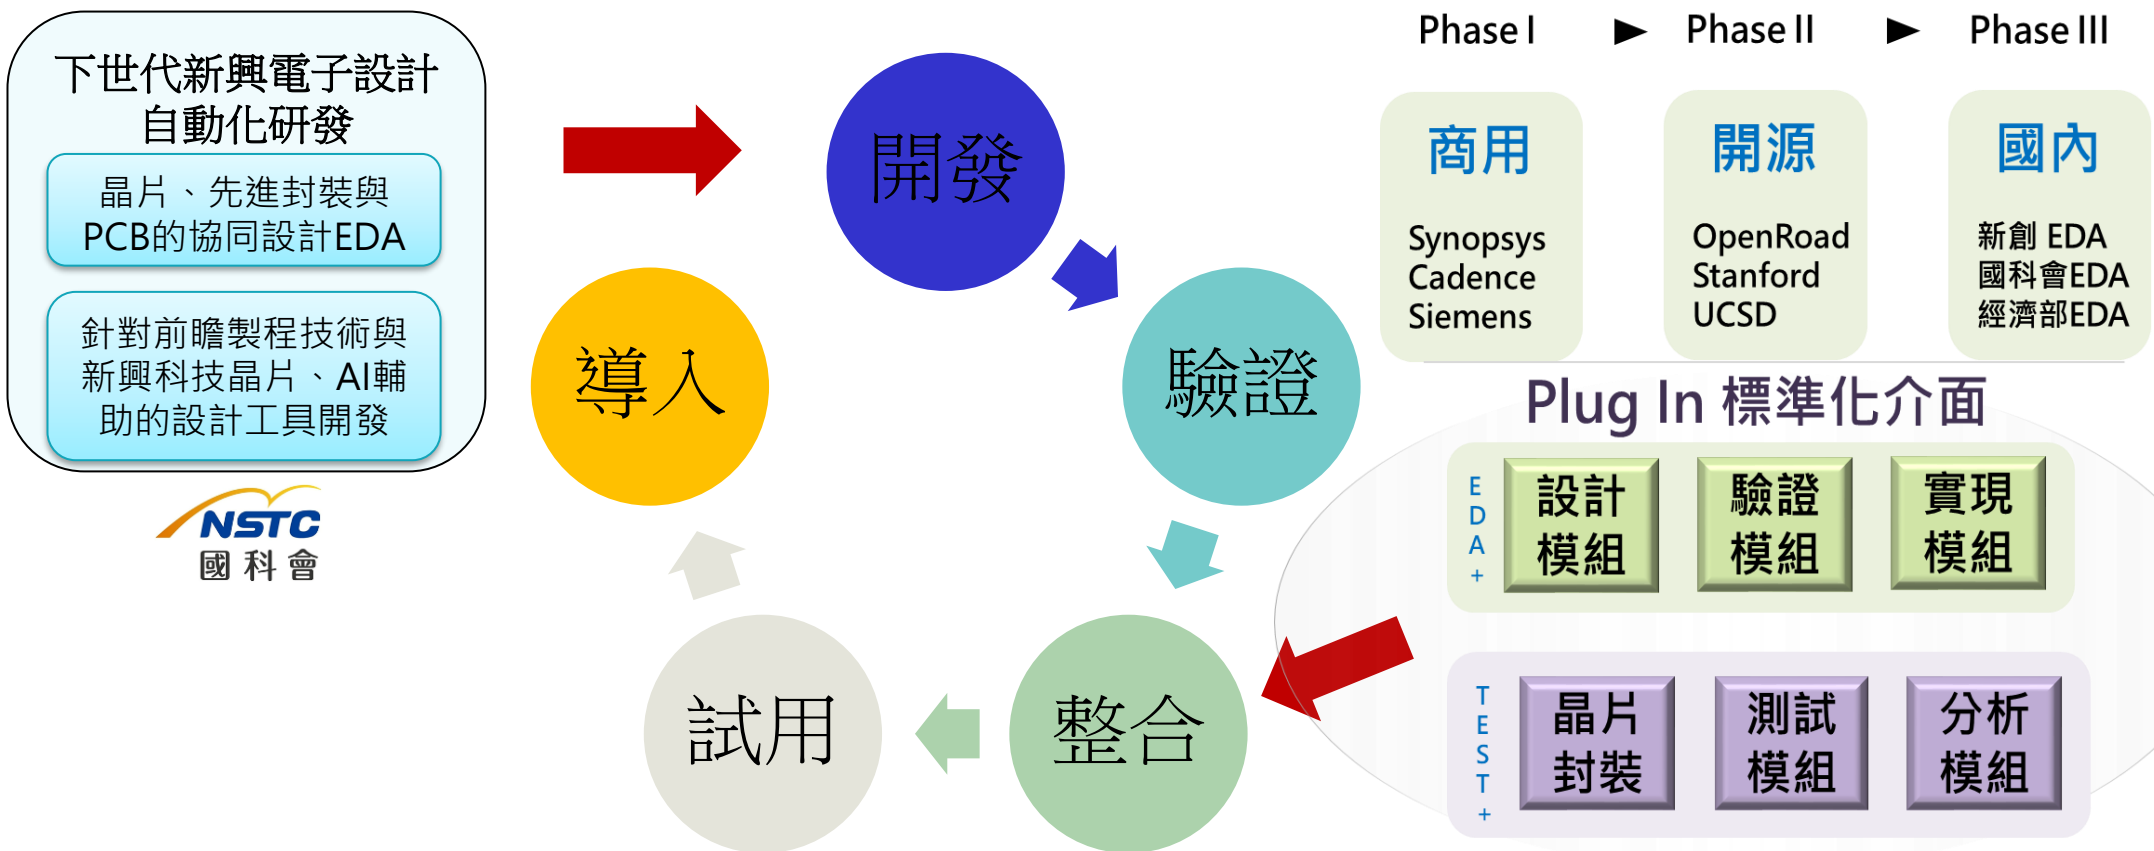 下世代新興電子設計
自動化研發
晶片、先進封裝與
PCB的協同設計EDA
針對前瞻製程技術與
新興科技晶片、AI輔
助的設計工具開發
NSTC
國科會
開發
驗證
整合
試用
導入
Phase I ► Phase II ► Phase III
商用
Synopsys
Cadence
Siemens
開源
OpenRoad
Stanford
UCSD
國內
新創 EDA
國科會EDA
經濟部EDA
Plug In 標準化介面
EDA+
設計
模組
驗證
模組
實現
模組
TEST+
晶片
封裝
測試
模組
分析
模組